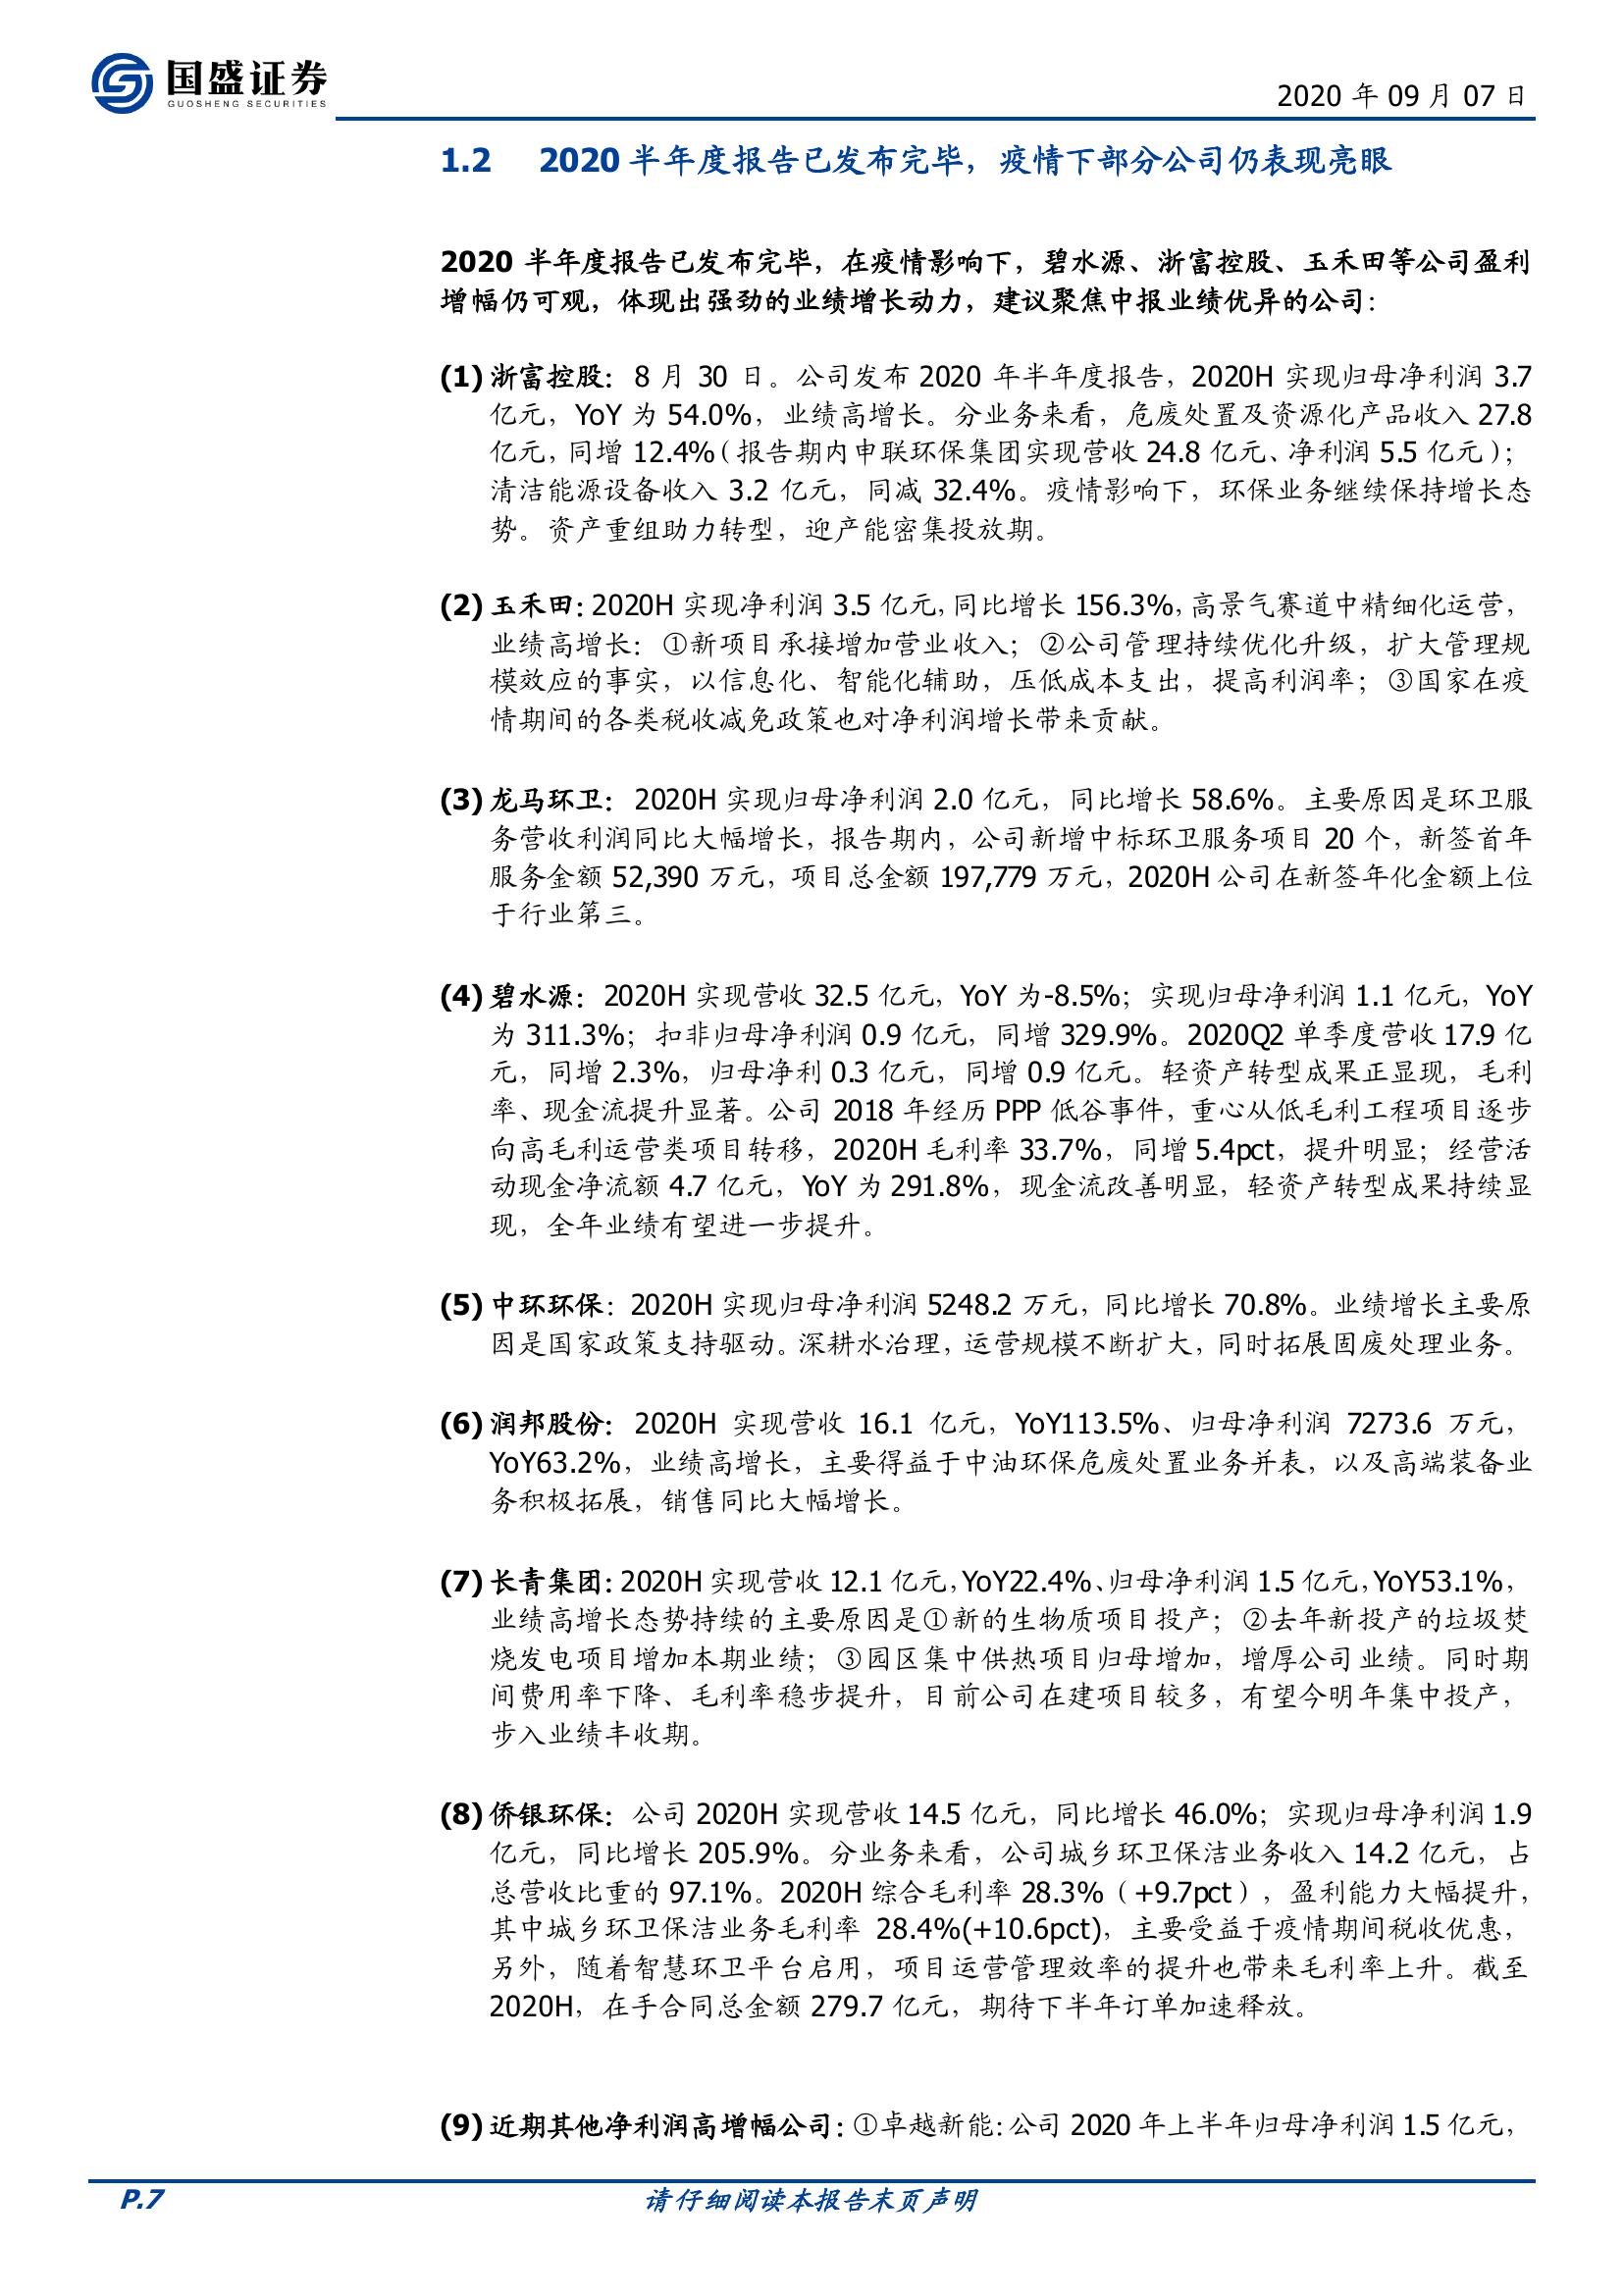 国盛证券
GUOSHENG SECURITIES
2020 年 09 月 07 日
1.2 2020 半年度报告已发布完毕，疫情下部分公司仍表现亮眼
2020 半年度报告已发布完毕，在疫情影响下，碧水源、浙富控股、玉禾田等公司盈利
增幅仍可观，体现出强劲的业绩增长动力，建议聚焦中报业绩优异的公司：
(1) 浙富控股：8 月 30 日。公司发布 2020 年半年度报告，2020H 实现归母净利润 3.7
亿元，YoY 为 54.0%，业绩高增长。分业务来看，危废处置及资源化产品收入 27.8
亿元，同增 12.4%（报告期内申联环保集团实现营收 24.8 亿元、净利润 5.5 亿元）；
清洁能源设备收入 3.2 亿元，同减 32.4%。疫情影响下，环保业务继续保持增长态
势。资产重组助力转型，迎产能密集投放期。
(2) 玉禾田：2020H 实现净利润 3.5 亿元，同比增长 156.3%，高景气赛道中精细化运营，
业绩高增长：①新项目承接增加营业收入；②公司管理持续优化升级，扩大管理规
模效应的事实，以信息化、智能化辅助，压低成本支出，提高利润率；③国家在疫
情期间的各类税收减免政策也对净利润增长带来贡献。
(3) 龙马环卫：2020H 实现归母净利润 2.0 亿元，同比增长 58.6%。主要原因是环卫服
务营收利润同比大幅增长，报告期内，公司新增中标环卫服务项目 20 个，新签首年
服务金额 52,390 万元，项目总金额 197,779 万元，2020H 公司在新签年化金额上位
于行业第三。
(4) 碧水源：2020H 实现营收 32.5 亿元，YoY 为-8.5%；实现归母净利润 1.1 亿元，YoY
为 311.3%；扣非归母净利润 0.9 亿元，同增 329.9%。2020Q2 单季度营收 17.9 亿
元，同增 2.3%，归母净利 0.3 亿元，同增 0.9 亿元。轻资产转型成果正显现，毛利
率、现金流提升显著。公司 2018 年经历 PPP 低谷事件，重心从低毛利工程项目逐步
向高毛利运营类项目转移，2020H 毛利率 33.7%，同增 5.4pct，提升明显；经营活
动现金净流额 4.7 亿元，YoY 为 291.8%，现金流改善明显，轻资产转型成果持续显
现，全年业绩有望进一步提升。
(5) 中环环保：2020H 实现归母净利润 5248.2 万元，同比增长 70.8%。业绩增长主要原
因是国家政策支持驱动。深耕水治理，运营规模不断扩大，同时拓展固废处理业务。
(6) 润邦股份：2020H 实现营收 16.1 亿元，YoY113.5%、归母净利润 7273.6 万元，
YoY63.2%，业绩高增长，主要得益于中油环保危废处置业务并表，以及高端装备业
务积极拓展，销售同比大幅增长。
(7) 长青集团：2020H 实现营收 12.1 亿元，YoY22.4%、归母净利润 1.5 亿元，YoY53.1%，
业绩高增长态势持续的主要原因是①新的生物质项目投产；②去年新投产的垃圾焚
烧发电项目增加本期业绩；③园区集中供热项目归母增加，增厚公司业绩。同时期
间费用率下降、毛利率稳步提升，目前公司在建项目较多，有望今明年集中投产，
步入业绩丰收期。
(8) 侨银环保：公司 2020H 实现营收 14.5 亿元，同比增长 46.0%；实现归母净利润 1.9
亿元，同比增长 205.9%。分业务来看，公司城乡环卫保洁业务收入 14.2 亿元，占
总营收比重的 97.1%。2020H 综合毛利率 28.3%（+9.7pct），盈利能力大幅提升，
其中城乡环卫保洁业务毛利率 28.4%(+10.6pct)，主要受益于疫情期间税收优惠，
另外，随着智慧环卫平台启用，项目运营管理效率的提升也带来毛利率上升。截至
2020H，在手合同总金额 279.7 亿元，期待下半年订单加速释放。
(9) 近期其他净利润高增幅公司：①卓越新能：公司 2020 年上半年归母净利润 1.5 亿元，
P.7
请仔细阅读本报告末页声明